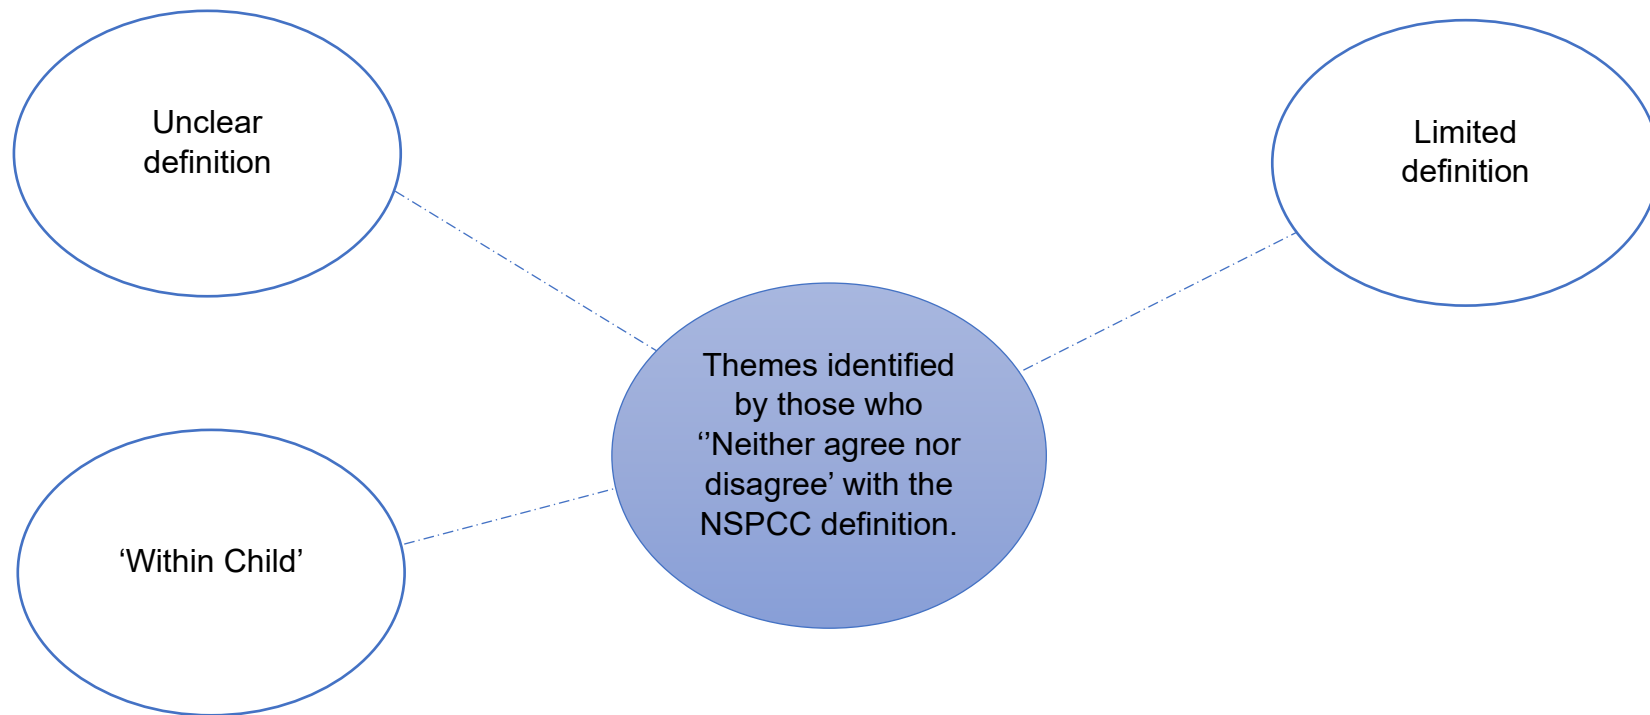 Unclear
definition
Limited
definition
Themes identified
by those who
‘’Neither agree nor
disagree’ with the
NSPCC definition.
‘Within Child’